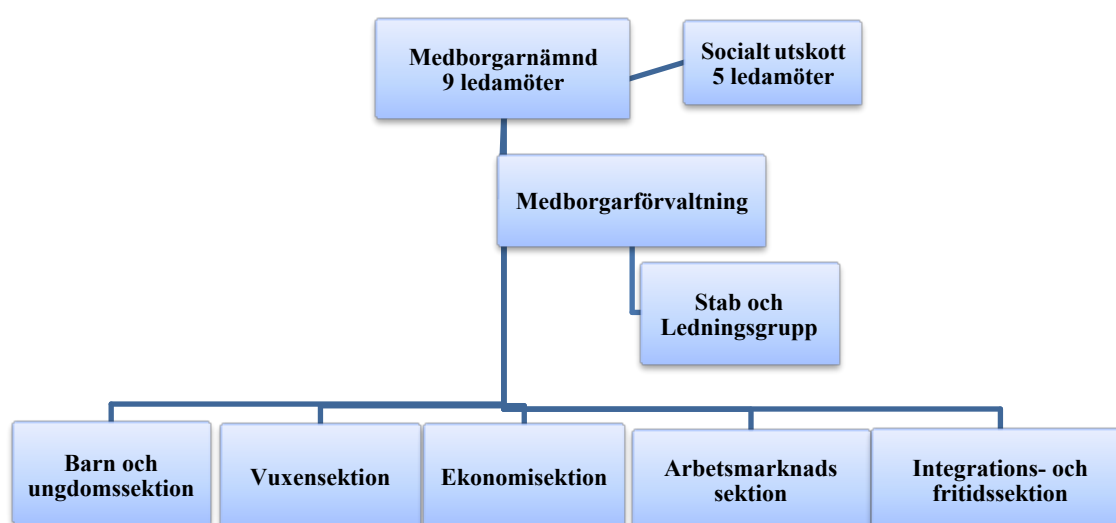 Medborgarnämnd
9 ledamöter
Socialt utskott
5 ledamöter
Medborgarförvaltning
Stab och
Ledningsgrupp
Barn och
ungdomssektion
Vuxensektion
Ekonomisektion
Arbetsmarknads
sektion
Integrations- och
fritidssektion